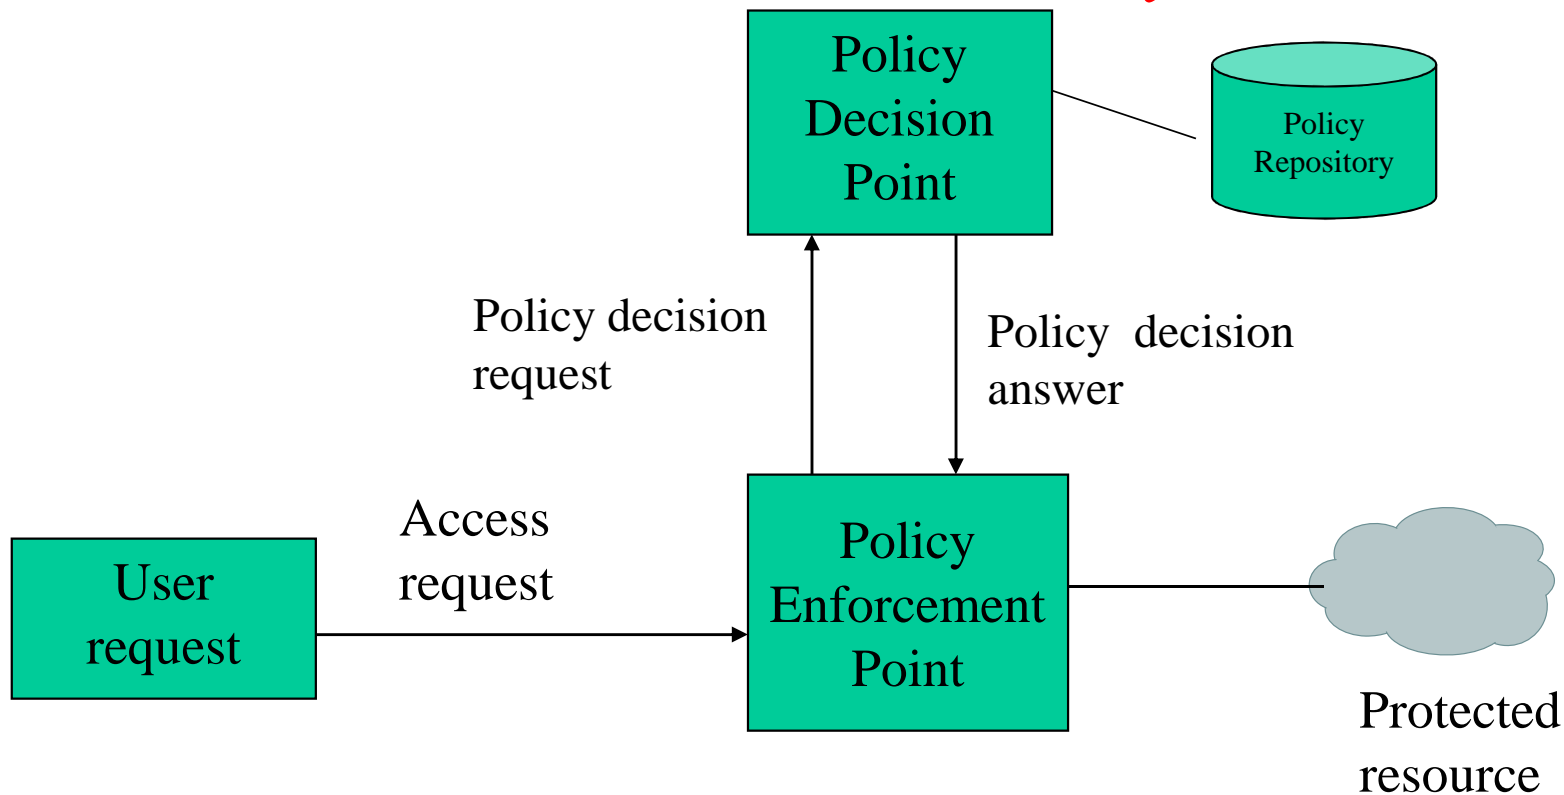 Policy
Decision
Point
Policy
Repository
Policy decision
request
Policy decision
answer
Access
request
User
request
Policy
Enforcement
Point
Protected
resource